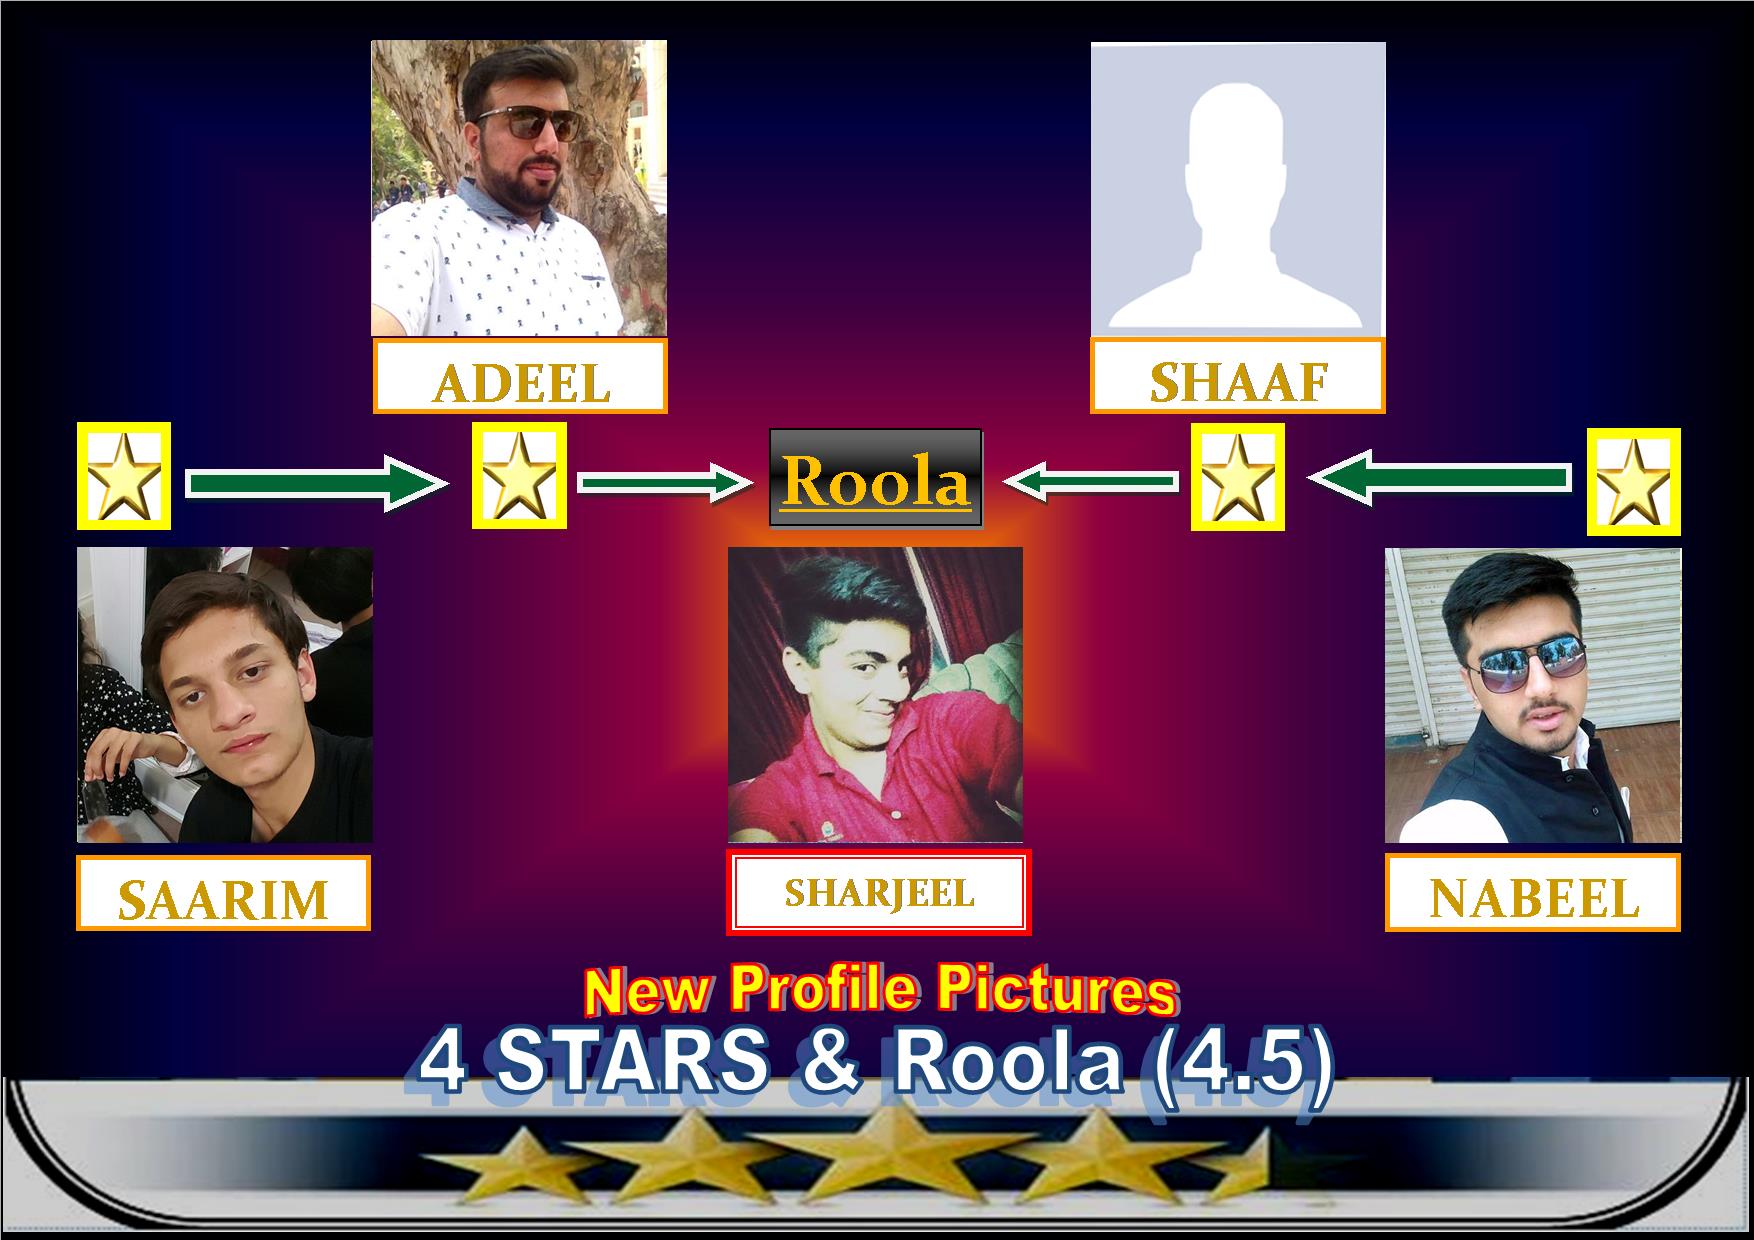 ADEEL
SHAAF
Roola
SAARIM
SHARJEEL
NABEEL
New Profile Pictures
4 STARS & Roola (4.5)